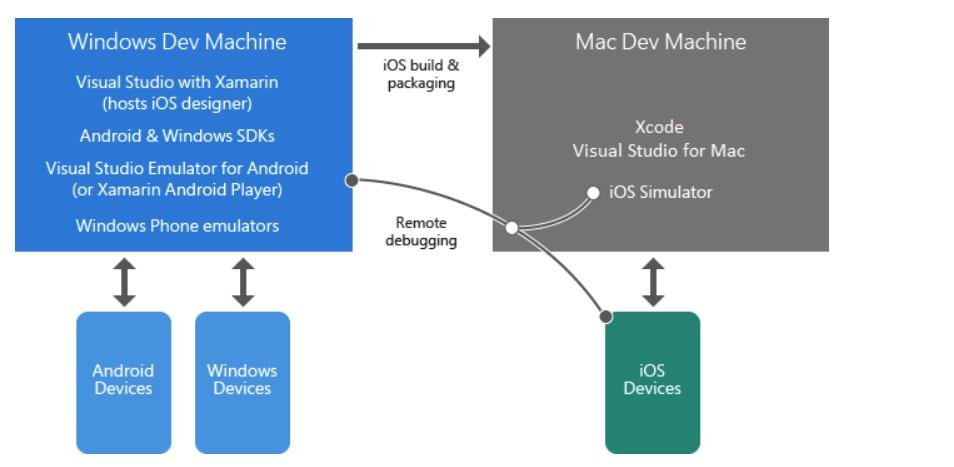 Windows Dev Machine
Visual Studio with Xamarin
(hosts iOS designer)
Android & Windows SDKs
Visual Studio Emulator for Android
(or Xamarin Android Player)
Windows Phone emulators
iOS build &
packaging
Remote
debugging
Mac Dev Machine
Xcode
Visual Studio for Mac
iOS Simulator
Android
Devices
Windows
Devices
iOS
Devices